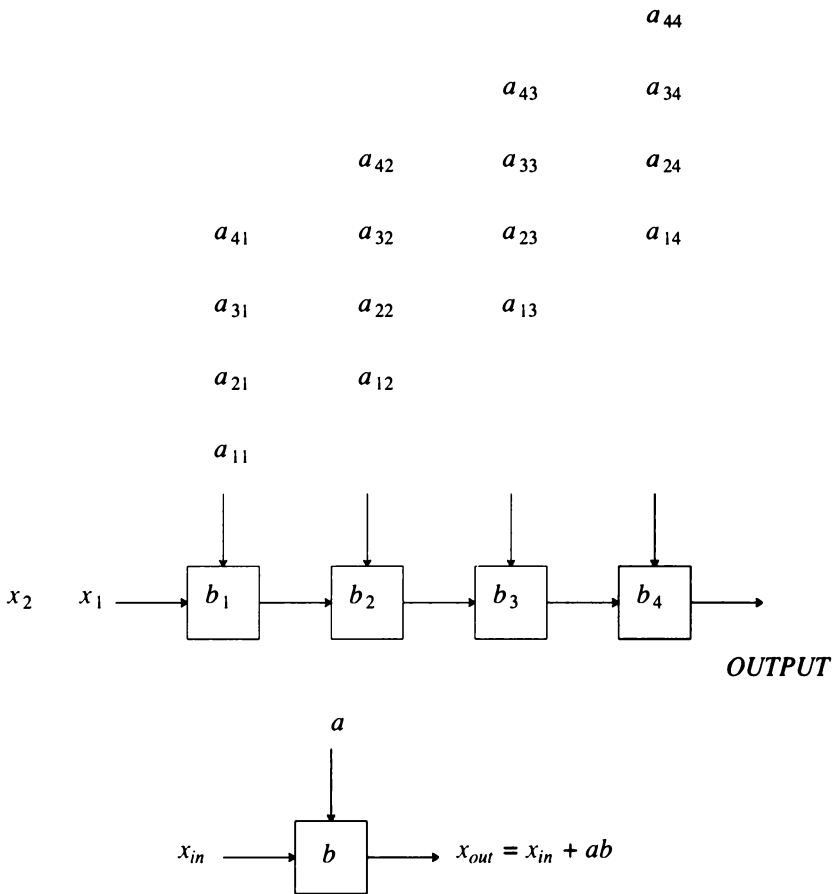 a₄₄
a₄₃ a₃₄
a₄₂ a₃₃ a₂₄
a₄₁ a₃₂ a₂₃ a₁₄
a₃₁ a₂₂ a₁₃
a₂₁ a₁₂
a₁₁
x₂ x₁ b₁ b₂ b₃ b₄
OUTPUT
a
xᵢₙ b xₒᵤₜ = xᵢₙ + ab